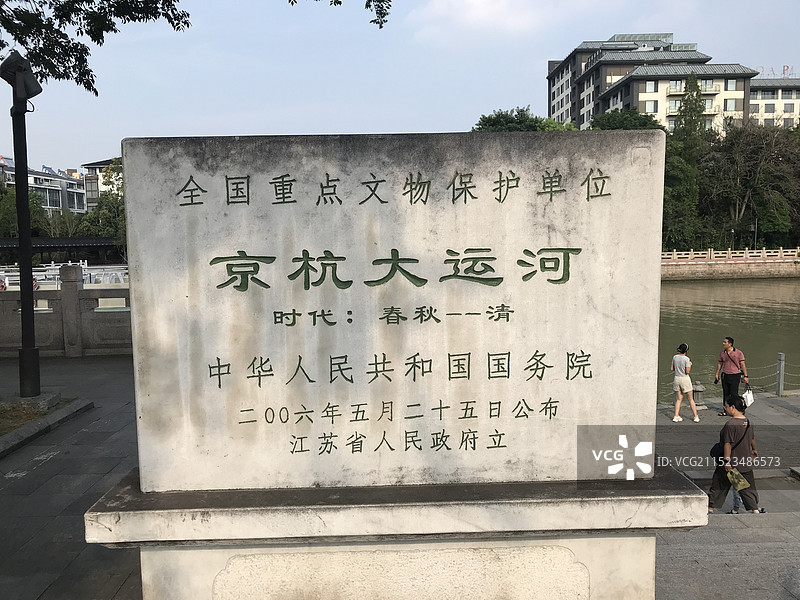 全国重点文物保护单位
京杭大运河
时代：春秋--清
中华人民共和国国务院
二00六年五月二十五日公布
江苏省人民政府立
VCG
ID:VCG211523486573